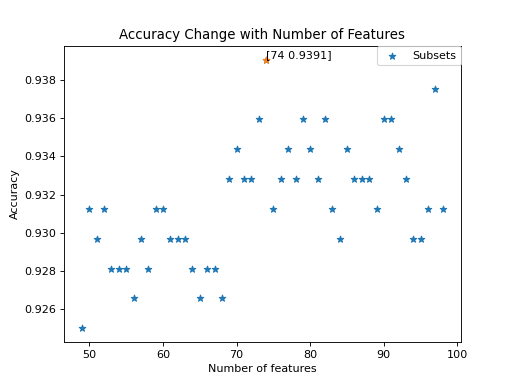 Accuracy Change with Number of Features
[74 0.9391]
Subsets
0.938
0.936
0.934
0.932
0.930
0.928
0.926
Accuracy
50 60 70 80 90 100
Number of features